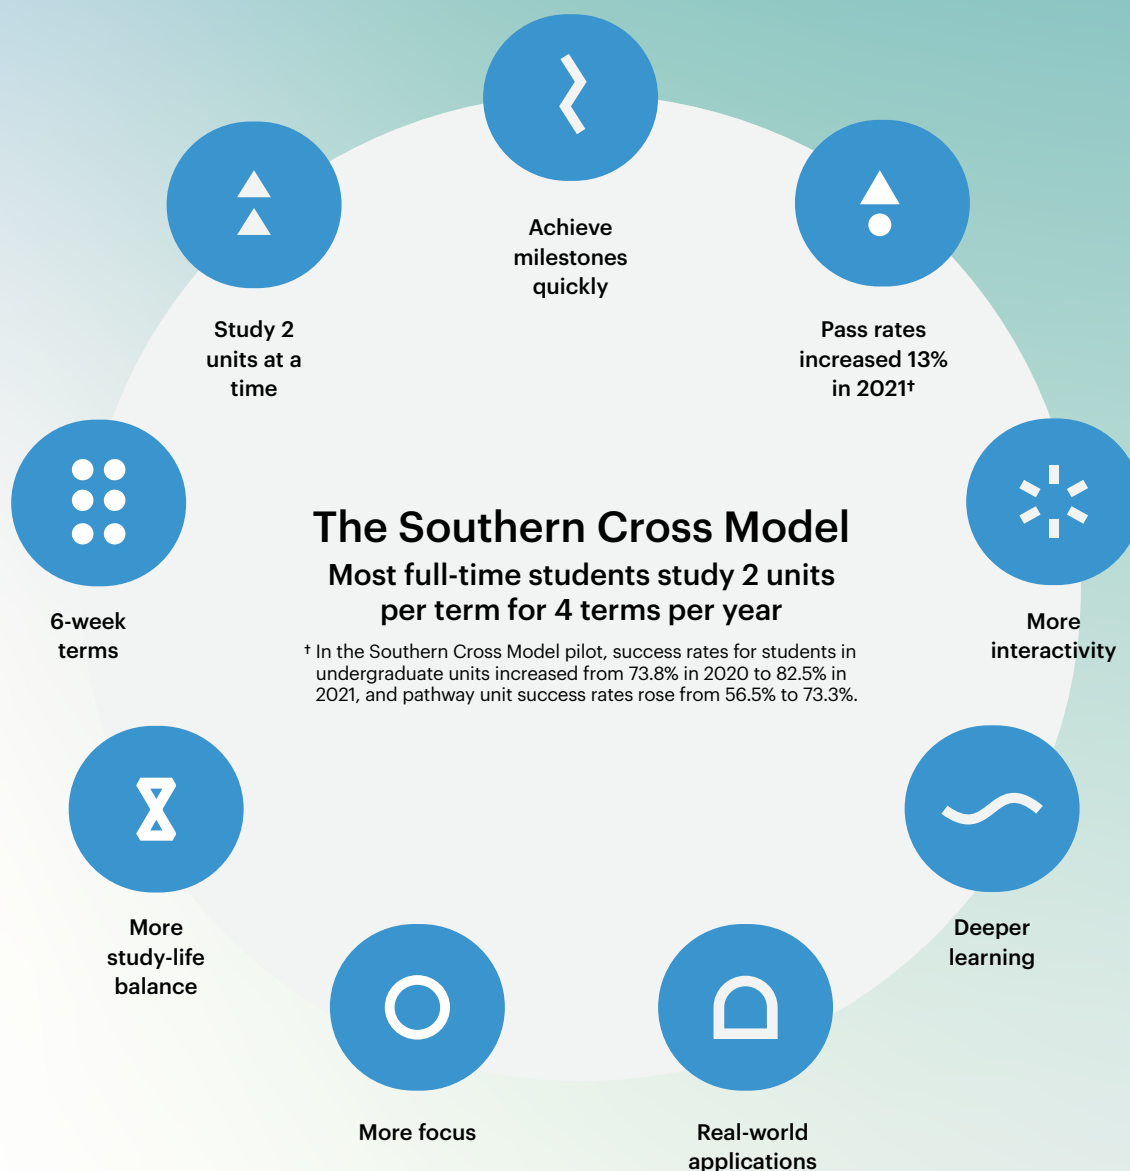 Achieve
milestones
quickly
Study 2
units at a
time
Pass rates
increased 13%
in 2021†
6-week
terms
The Southern Cross Model
Most full-time students study 2 units
per term for 4 terms per year
† In the Southern Cross Model pilot, success rates for students in
undergraduate units increased from 73.8% in 2020 to 82.5% in
2021, and pathway unit success rates rose from 56.5% to 73.3%.
More
interactivity
More
study-life
balance
Deeper
learning
More focus
Real-world
applications